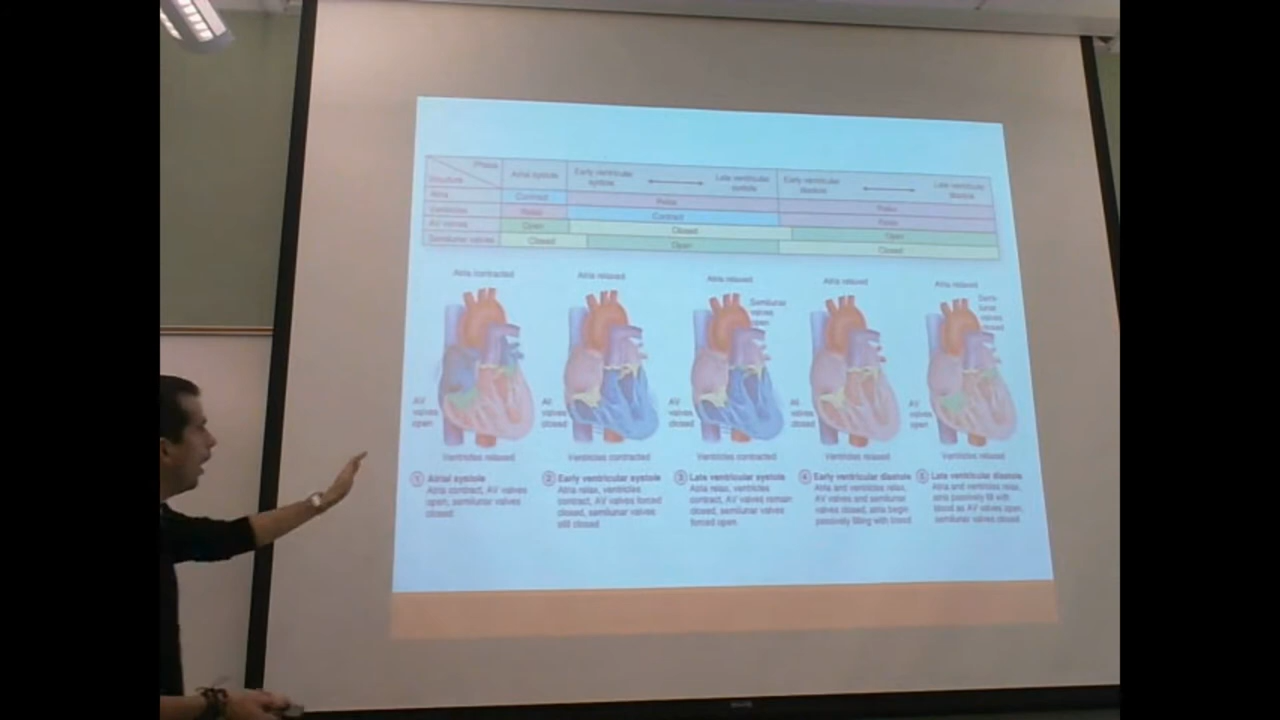 Phase
Structure
Atrial systole
Early ventricular
systole
Late ventricular
systole
Early ventricular
diastole
Late ventricular
diastole
Atria
Contract
Relax
Relax
Ventricles
Relax
Contract
Relax
AV valves
Open
Closed
Open
Semilunar valves
Closed
Open
Closed
Atria contracted
Atria relaxed
Atria relaxed
Atria relaxed
Atria relaxed
Semilunar
valves
open
Semi-
lunar
valves
closed
AV
valves
open
AV
valves
closed
AV
valves
closed
AV
valves
closed
AV
valves
open
Ventricles relaxed
Ventricles contracted
Ventricles contracted
Ventricles relaxed
Ventricles relaxed
1 Atrial systole
Atria contract, AV valves
open, semilunar valves
closed
2 Early ventricular systole
Atria relax, ventricles
contract, AV valves forced
closed, semilunar valves
still closed
3 Late ventricular systole
Atria relax, ventricles
contract, AV valves remain
closed, semilunar valves
forced open
4 Early ventricular diastole
Atria and ventricles relax,
AV valves and semilunar
valves closed, atria begin
passively filling with blood
5 Late ventricular diastole
Atria and ventricles relax,
atria passively fill with
blood as AV valves open,
semilunar valves closed